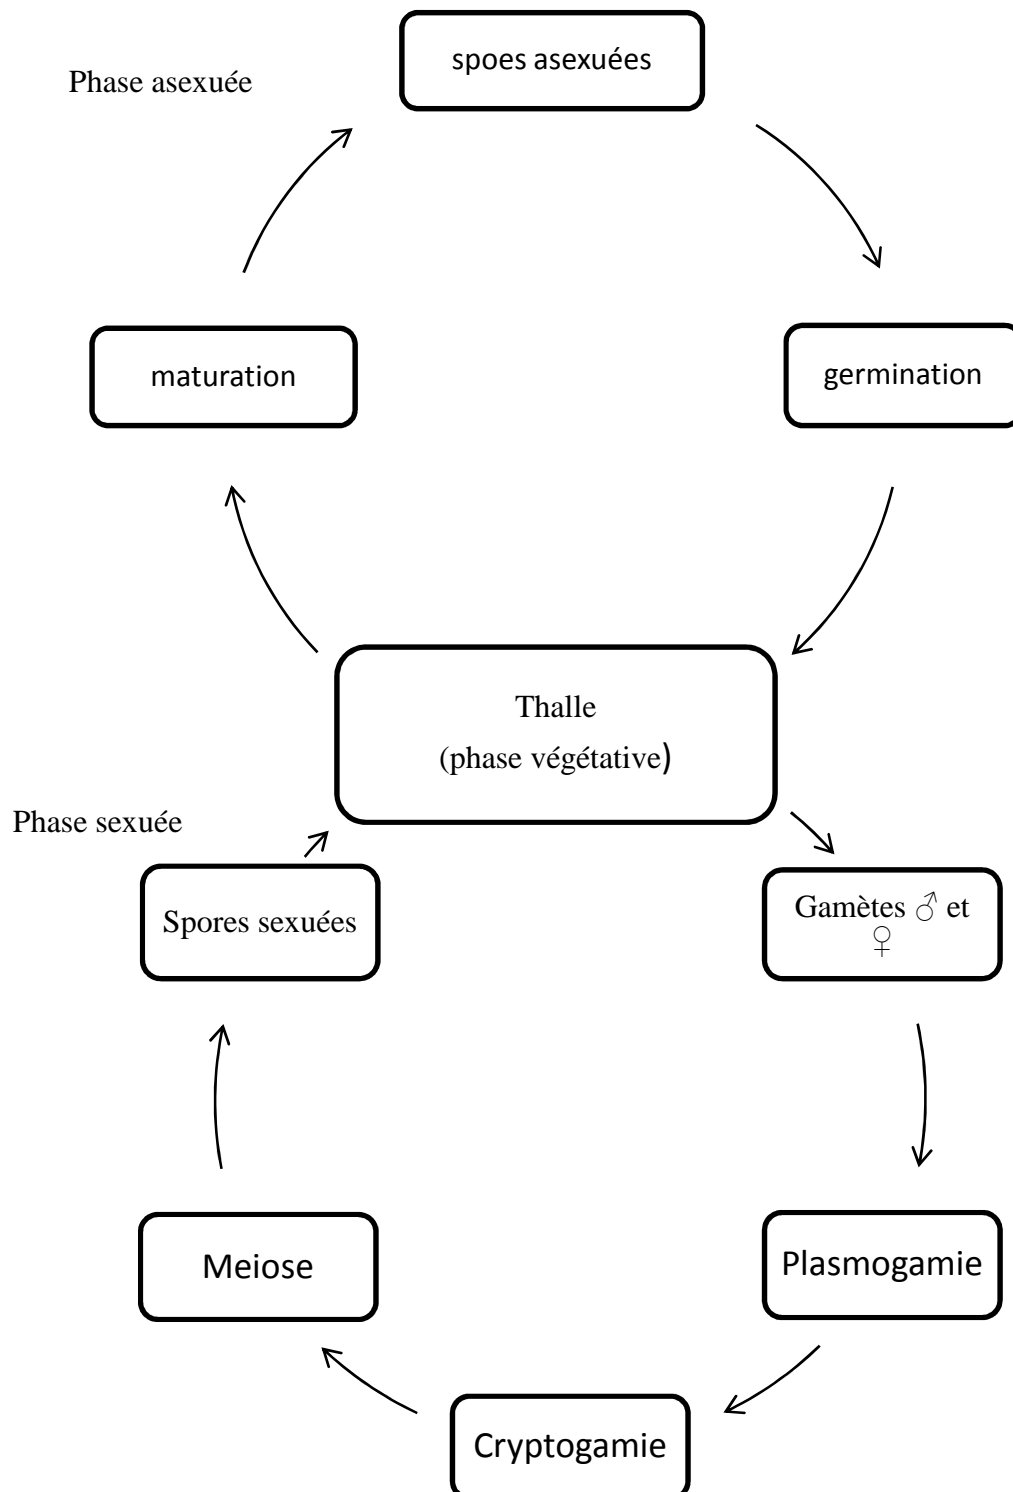 spoes asexuées
Phase asexuée
maturation
germination
Thalle
(phase végétative)
Phase sexuée
Spores sexuées
Gamètes ♂ et
♀
Meiose
Plasmogamie
Cryptogamie